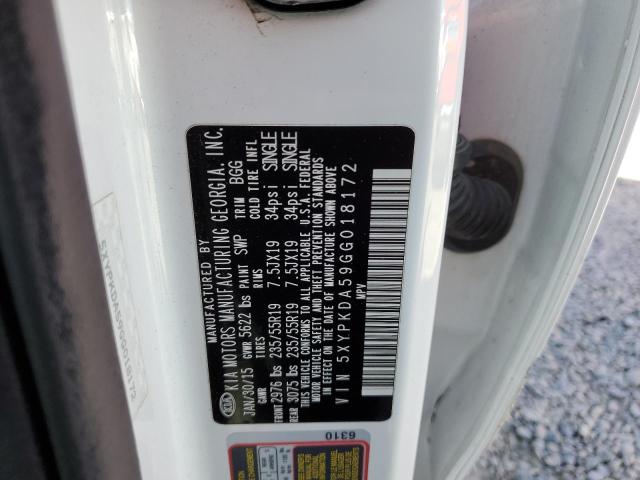 MANUFACTURED BY
KIA MOTORS MANUFACTURING GEORGIA, INC.
JAN/30/15 GVWR 5622 lbs PAINT SWP TRIM BGG
GAWR TIRES RIMS COLD TIRE INFL
FRONT 2976 lbs 235/55R19 7.5JX19 34psi SINGLE
REAR 3075 lbs 235/55R19 7.5JX19 34psi SINGLE
THIS VEHICLE CONFORMS TO ALL APPLICABLE U.S.A. FEDERAL
MOTOR VEHICLE SAFETY AND THEFT PREVENTION STANDARDS
IN EFFECT ON THE DATE OF MANUFACTURE SHOWN ABOVE
VIN 5XYPKDA59GG018172
MPV
KIA
5XYPKDA59GG018172
6310